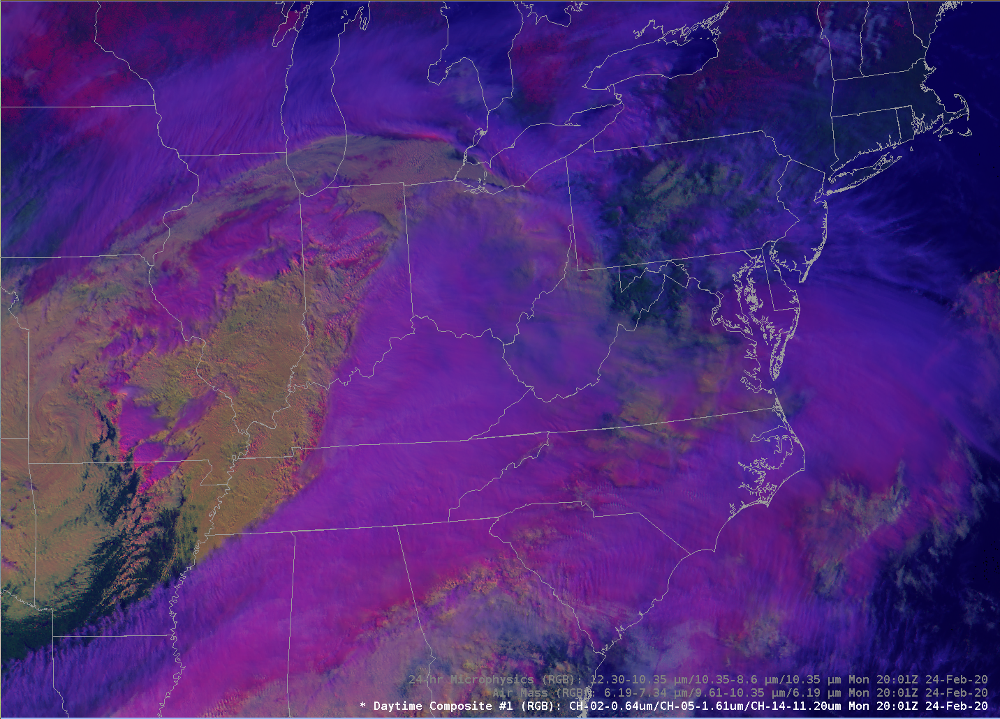 24-hr Microphysics (RGB): 12.30-10.35 µm/10.35-8.6 µm/10.35 µm Mon 20:01Z 24-Feb-20
Air Mass (RGB): 6.19-7.34 µm/9.61-10.35 µm/6.19 µm Mon 20:01Z 24-Feb-20
* Daytime Composite #1 (RGB): CH-02-0.64um/CH-05-1.61um/CH-14-11.20um Mon 20:01Z 24-Feb-20